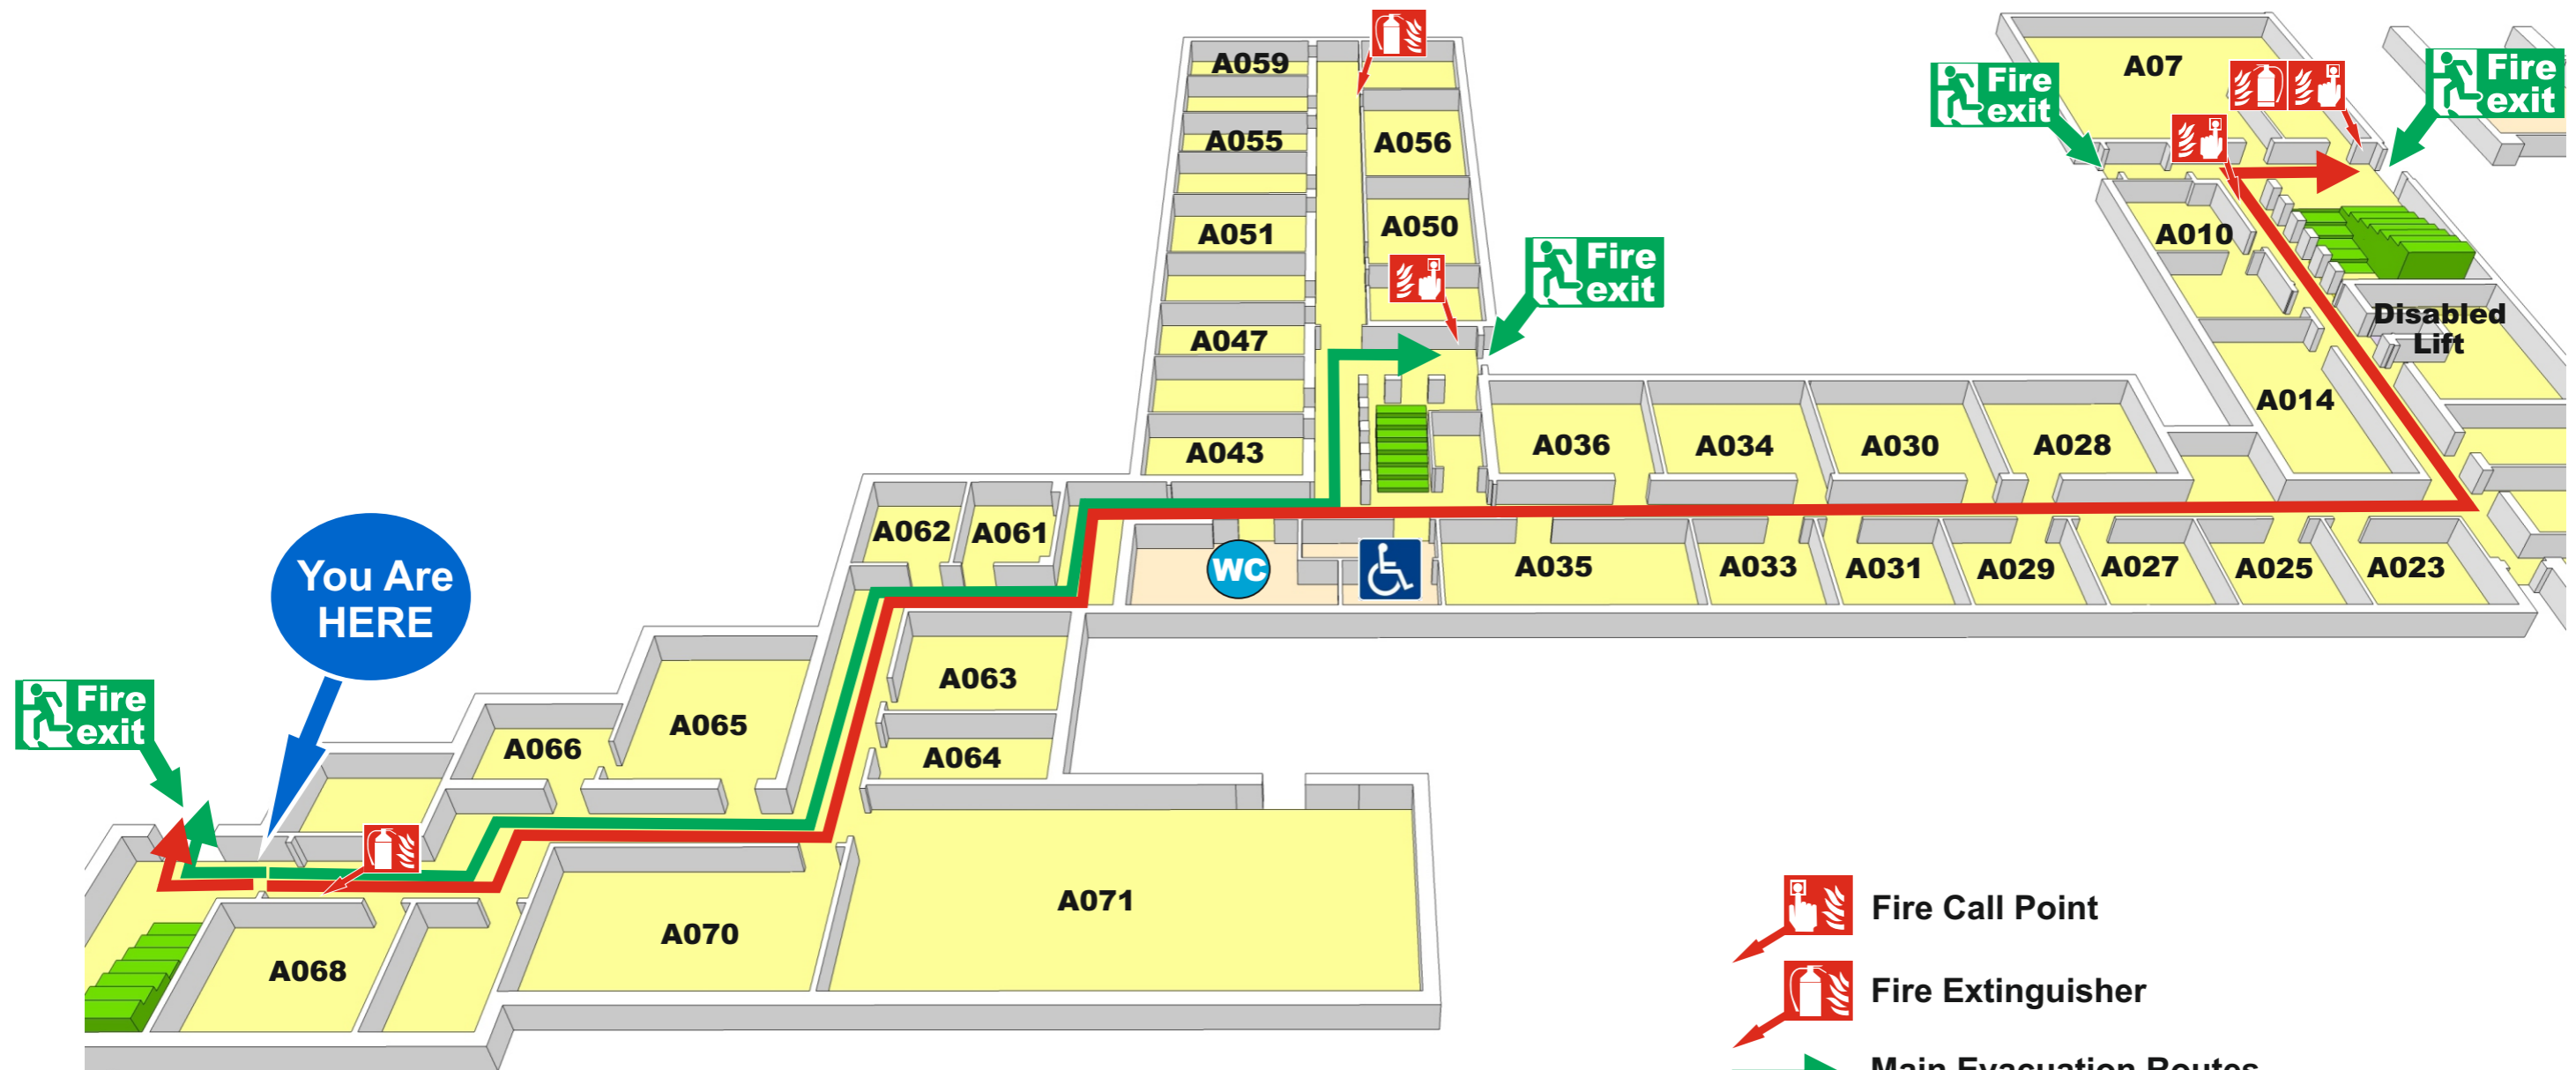 A059
A055
A051
A047
A043
A056
A050
Fire
exit
A07
Fire
exit
Fire
exit
A010
Disabled
Lift
A014
A036
A034
A030
A028
A062
A061
WC
A035
A033
A031
A029
A027
A025
A023
You Are
HERE
Fire
exit
A063
A064
A065
A066
A068
A070
A071
Fire Call Point
Fire Extinguisher
Main Evacuation Routes